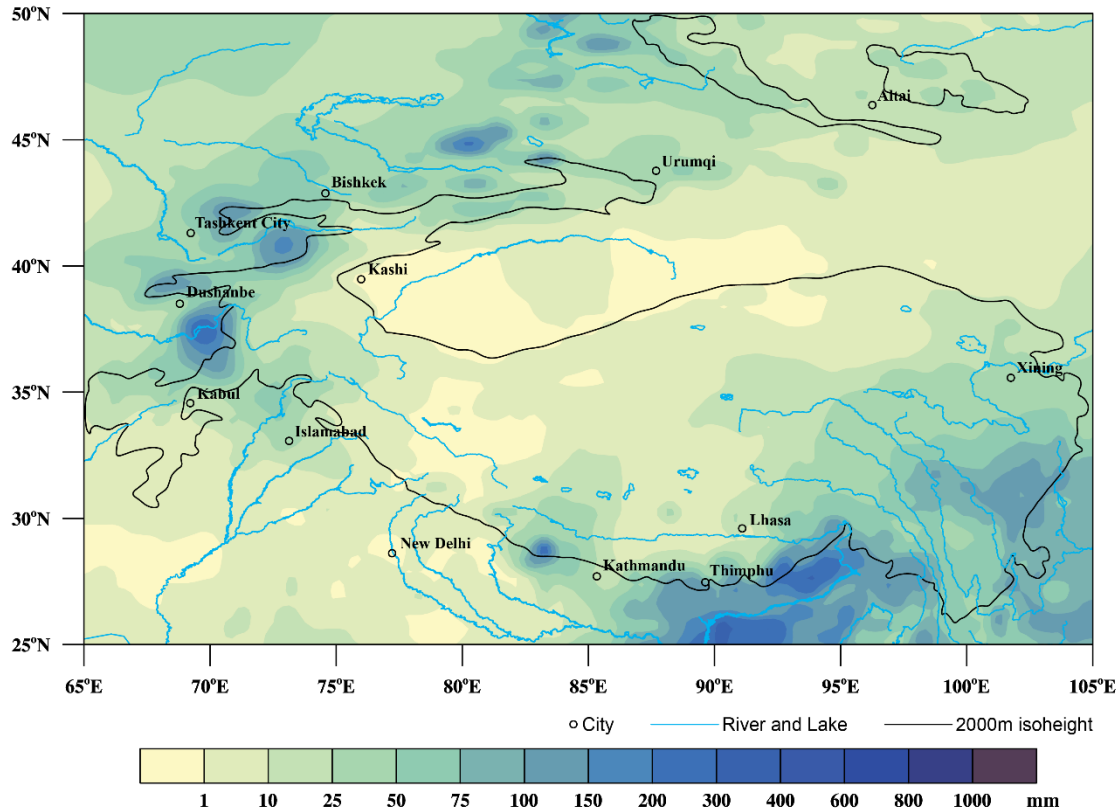 50°N
45°N
40°N
35°N
30°N
25°N
Altai
Urumqi
Bishkek
Tashkent City
Kashi
Dushanbe
Xining
Kabul
Islamabad
Lhasa
New Delhi
Kathmandu
Thimphu
65°E 70°E 75°E 80°E 85°E 90°E 95°E 100°E 105°E
City River and Lake 2000m isoheight
1 10 25 50 75 100 150 200 300 400 600 800 1000 mm